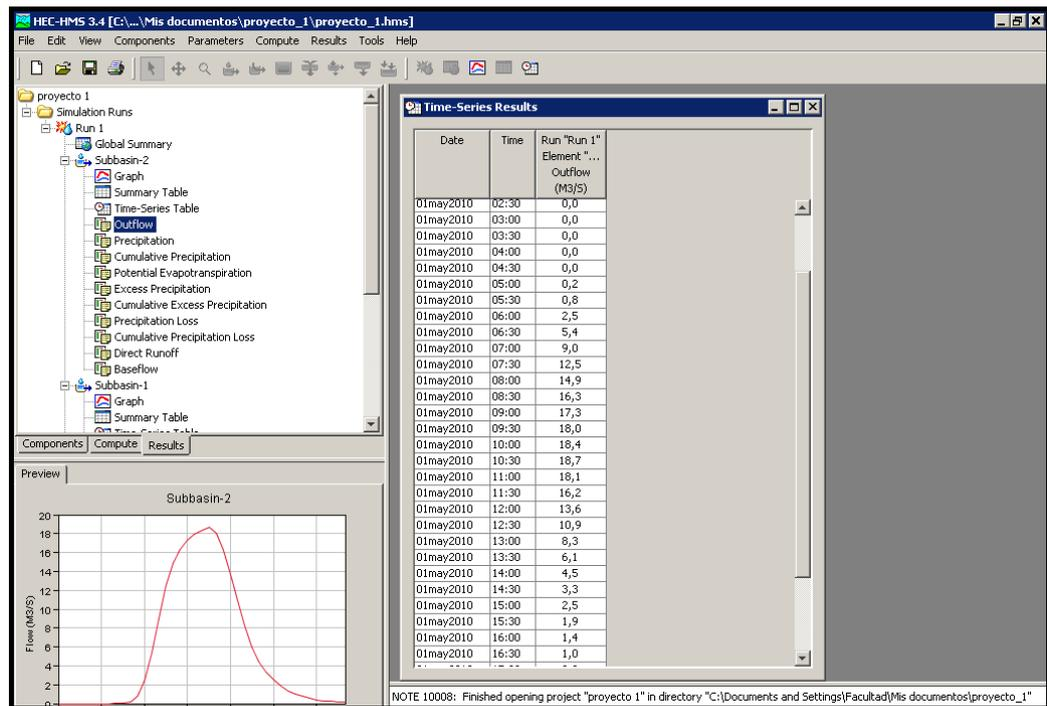 HEC-HMS 3.4 [C:\...\Mis documentos\proyecto_1\proyecto_1.hms]
File Edit View Components Parameters Compute Results Tools Help
proyecto 1
Simulation Runs
Run 1
Global Summary
Subbasin-2
Graph
Summary Table
Time-Series Table
Outflow
Precipitation
Cumulative Precipitation
Potential Evapotranspiration
Excess Precipitation
Cumulative Excess Precipitation
Precipitation Loss
Cumulative Precipitation Loss
Direct Runoff
Baseflow
Subbasin-1
Graph
Summary Table
Time-Series Table
Components Compute Results
Preview
Subbasin-2
20
18
16
14
12
10
8
6
4
2
0
Flow (M3/S)
Time-Series Results
Date Time Run "Run 1"
Element "...
Outflow
(M3/S)
01may2010 02:30 0,0
01may2010 03:00 0,0
01may2010 03:30 0,0
01may2010 04:00 0,0
01may2010 04:30 0,0
01may2010 05:00 0,2
01may2010 05:30 0,8
01may2010 06:00 2,5
01may2010 06:30 5,4
01may2010 07:00 9,0
01may2010 07:30 12,5
01may2010 08:00 14,9
01may2010 08:30 16,3
01may2010 09:00 17,3
01may2010 09:30 18,0
01may2010 10:00 18,4
01may2010 10:30 18,7
01may2010 11:00 18,1
01may2010 11:30 16,2
01may2010 12:00 13,6
01may2010 12:30 10,9
01may2010 13:00 8,3
01may2010 13:30 6,1
01may2010 14:00 4,5
01may2010 14:30 3,3
01may2010 15:00 2,5
01may2010 15:30 1,9
01may2010 16:00 1,4
01may2010 16:30 1,0
NOTE 10008: Finished opening project "proyecto 1" in directory "C:\Documents and Settings\Facultad\Mis documentos\proyecto_1"